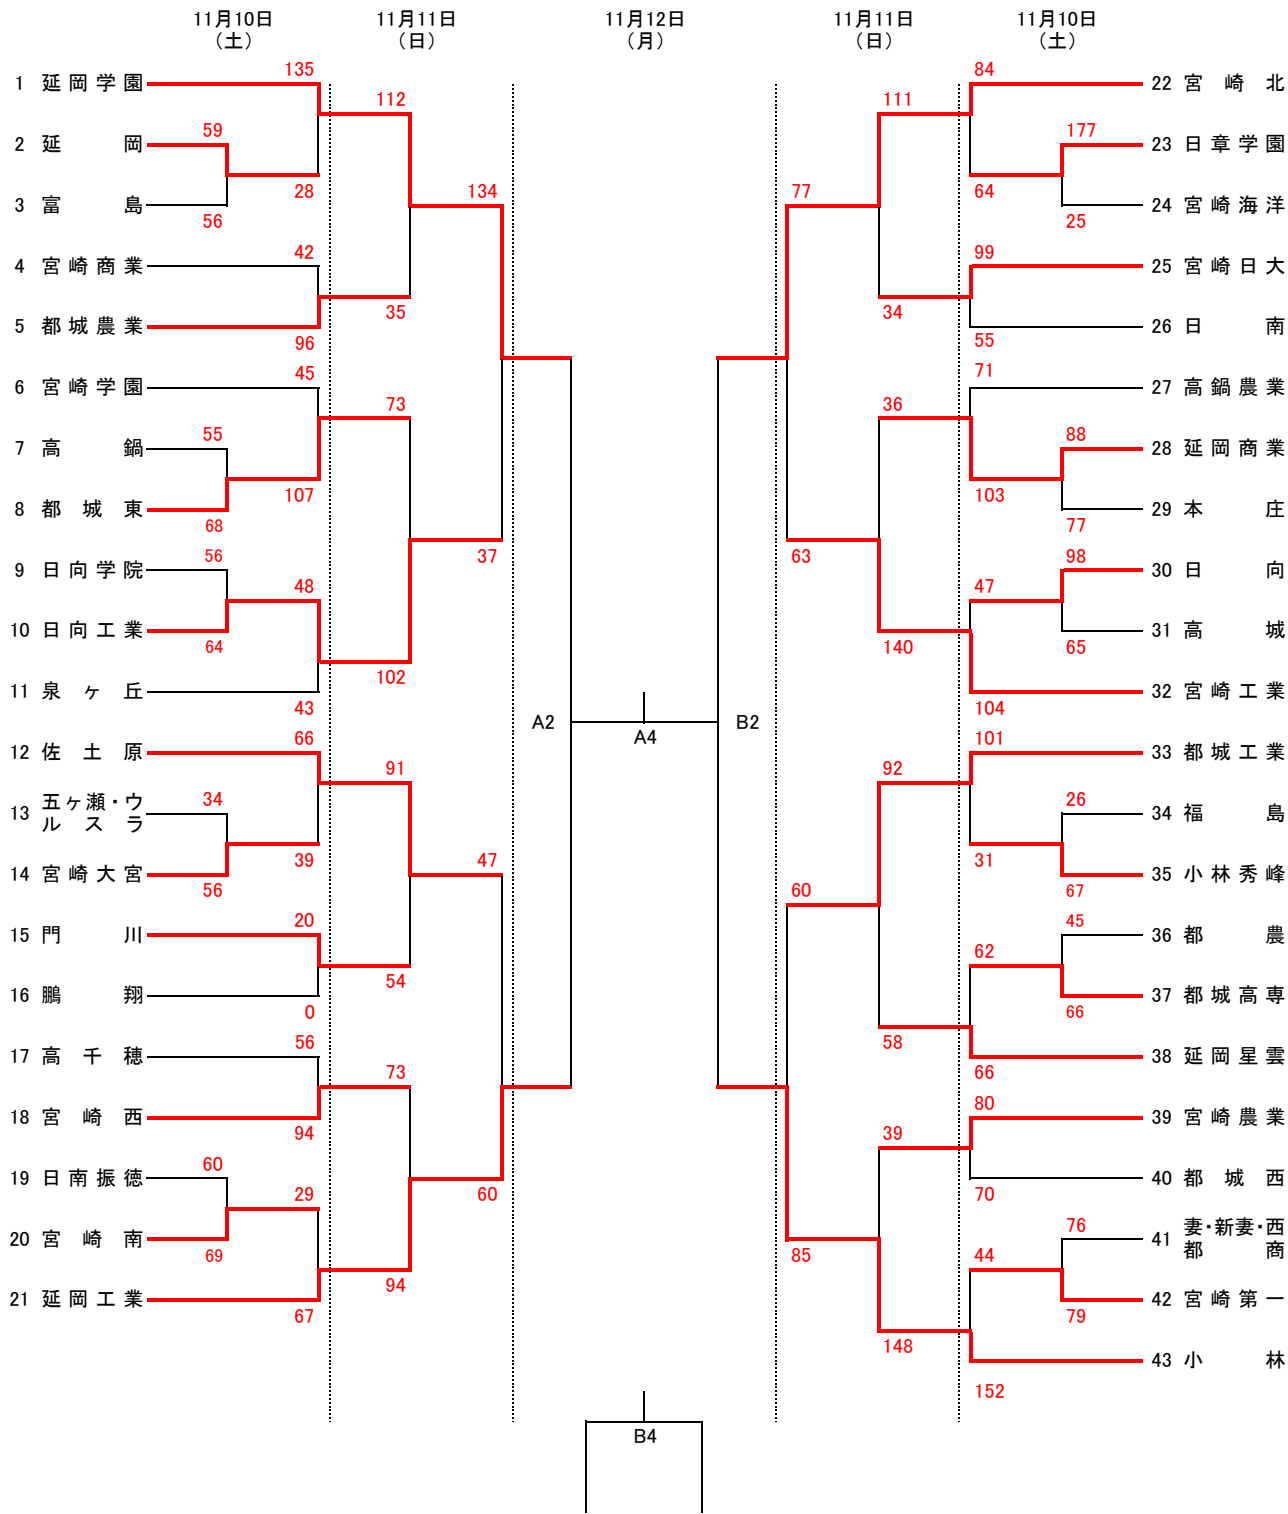 11月10日
（土）
11月11日
（日）
11月12日
（月）
11月11日
（日）
11月10日
（土）
1 延岡学園
2 延岡
3 富島
4 宮崎商業
5 都城農業
6 宮崎学園
7 高鍋
8 都城東
9 日向学院
10 日向工業
11 泉ヶ丘
12 佐土原
13 五ヶ瀬・ウ
ルスラ
14 宮崎大宮
15 門川
16 鵬翔
17 高千穂
18 宮崎西
19 日南振徳
20 宮崎南
21 延岡工業
59
56
55
68
56
64
34
56
60
69
135
28
42
96
45
107
48
43
66
39
20
0
56
94
29
67
112
35
73
102
91
54
73
94
134
37
47
60
A2
A4
B2
B4
77
63
60
85
111
34
36
140
92
58
39
148
84
64
99
55
71
103
47
104
101
31
62
66
80
70
44
152
177
25
88
77
98
65
26
67
45
66
76
79
22 宮崎北
23 日章学園
24 宮崎海洋
25 宮崎日大
26 日南
27 高鍋農業
28 延岡商業
29 本庄
30 日向
31 高城
32 宮崎工業
33 都城工業
34 福島
35 小林秀峰
36 都農
37 都城高専
38 延岡星雲
39 宮崎農業
40 都城西
41 妻・新妻・西
都商
42 宮崎第一
43 小林